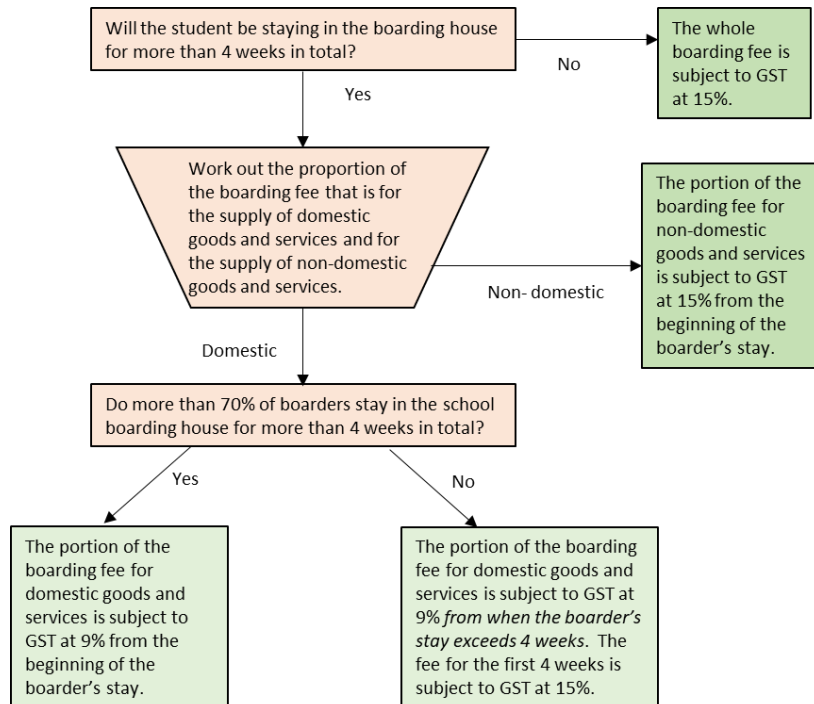 Will the student be staying in the boarding house
for more than 4 weeks in total?
No
The whole
boarding fee is
subject to GST
at 15%.
Yes
Work out the proportion of
the boarding fee that is for
the supply of domestic
goods and services and for
the supply of non-domestic
goods and services.
Non- domestic
The portion of the
boarding fee for
non-domestic
goods and services
is subject to GST
at 15% from the
beginning of the
boarder’s stay.
Domestic
Do more than 70% of boarders stay in the school
boarding house for more than 4 weeks in total?
Yes
No
The portion of the
boarding fee for
domestic goods and
services is subject to
GST at 9% from the
beginning of the
boarder’s stay.
The portion of the boarding
fee for domestic goods and
services is subject to GST at
9% from when the boarder’s
stay exceeds 4 weeks.  The
fee for the first 4 weeks is
subject to GST at 15%.